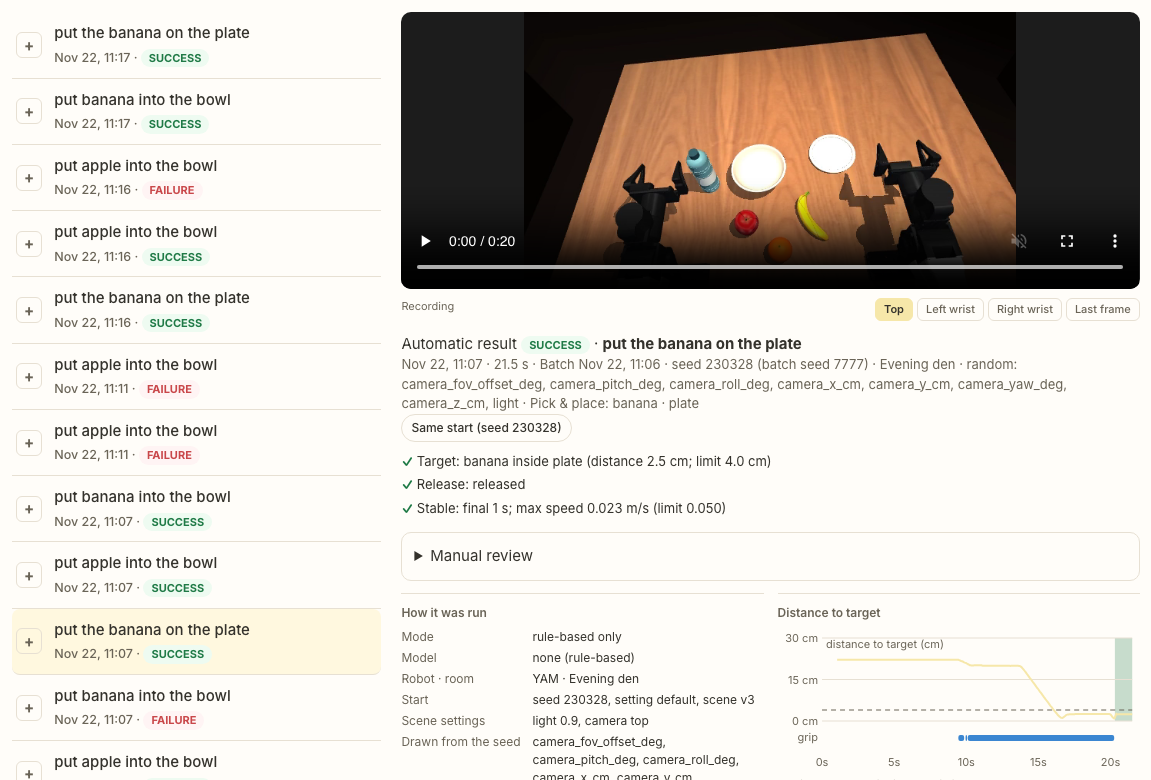 put the banana on the plate
Nov 22, 11:17 · SUCCESS
put banana into the bowl
Nov 22, 11:17 · SUCCESS
put apple into the bowl
Nov 22, 11:16 · FAILURE
put apple into the bowl
Nov 22, 11:16 · SUCCESS
put the banana on the plate
Nov 22, 11:16 · SUCCESS
put apple into the bowl
Nov 22, 11:11 · FAILURE
put apple into the bowl
Nov 22, 11:11 · FAILURE
put banana into the bowl
Nov 22, 11:07 · SUCCESS
put apple into the bowl
Nov 22, 11:07 · SUCCESS
put the banana on the plate
Nov 22, 11:07 · SUCCESS
put banana into the bowl
Nov 22, 11:07 · FAILURE
put apple into the bowl
0:00 / 0:20
Recording
Top Left wrist Right wrist Last frame
Automatic result SUCCESS · put the banana on the plate
Nov 22, 11:07 · 21.5 s · Batch Nov 22, 11:06 · seed 230328 (batch seed 7777) · Evening den · random:
camera_fov_offset_deg, camera_pitch_deg, camera_roll_deg, camera_x_cm, camera_y_cm, camera_yaw_deg,
camera_z_cm, light · Pick & place: banana · plate
Same start (seed 230328)
✓ Target: banana inside plate (distance 2.5 cm; limit 4.0 cm)
✓ Release: released
✓ Stable: final 1 s; max speed 0.023 m/s (limit 0.050)
▶ Manual review
How it was run
Mode rule-based only
Model none (rule-based)
Robot · room YAM · Evening den
Start seed 230328, setting default, scene v3
Scene settings light 0.9, camera top
Drawn from the seed camera_fov_offset_deg,
camera_pitch_deg, camera_roll_deg,
camera_x_cm, camera_y_cm
Distance to target
30 cm
distance to target (cm)
15 cm
0 cm
grip
0s 5s 10s 15s 20s